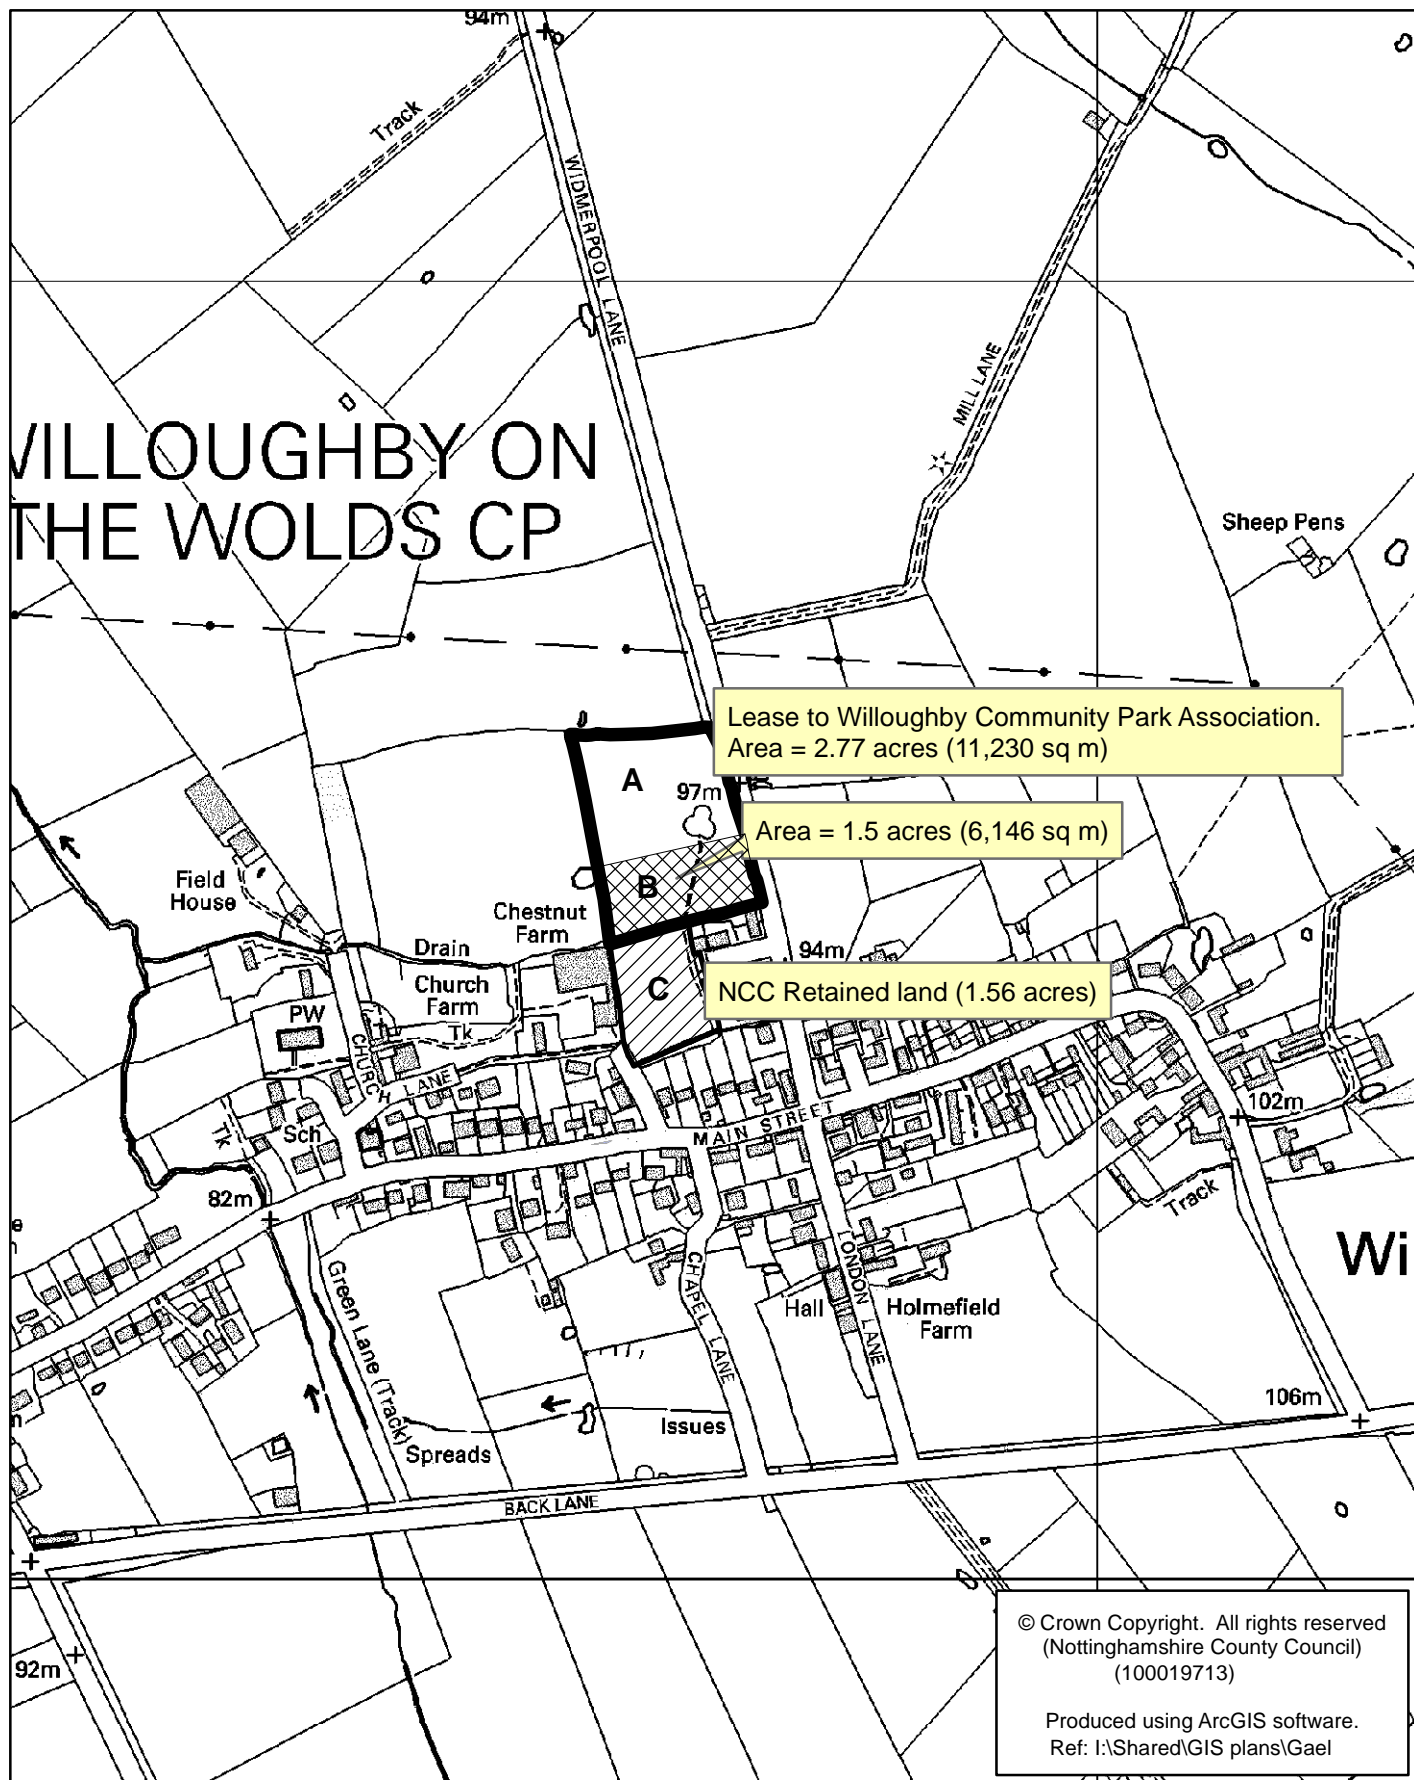 94m
Track
WIDMERPOOL LANE
MILL LANE
WILLOUGHBY ON
THE WOLDS CP
Sheep Pens
Lease to Willoughby Community Park Association.
Area = 2.77 acres (11,230 sq m)
A
97m
Area = 1.5 acres (6,146 sq m)
B
Field
House
Chestnut
Farm
Drain
94m
Church
Farm
C
NCC Retained land (1.56 acres)
PW
Tk
CHURCH LANE
Tk
Sch
MAIN STREET
102m
82m
Track
Wi
Green Lane (Track)
CHAPEL LANE
LONDON LANE
Hall
Holmefield
Farm
106m
Issues
Spreads
BACK LANE
92m
© Crown Copyright. All rights reserved
(Nottinghamshire County Council)
(100019713)
Produced using ArcGIS software.
Ref: I:\Shared\GIS plans\Gael